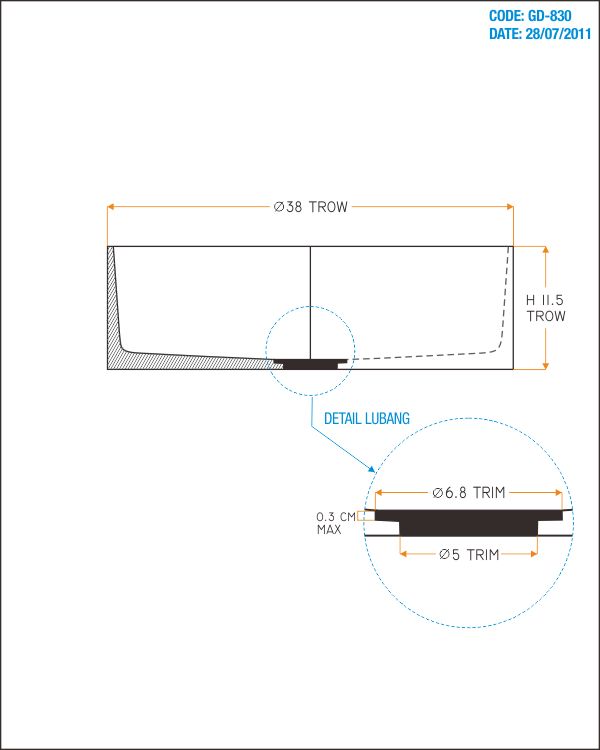 CODE: GD-830
DATE: 28/07/2011
Ø38 TROW
H 11.5
TROW
DETAIL LUBANG
Ø6.8 TRIM
0.3 CM
MAX
Ø5 TRIM